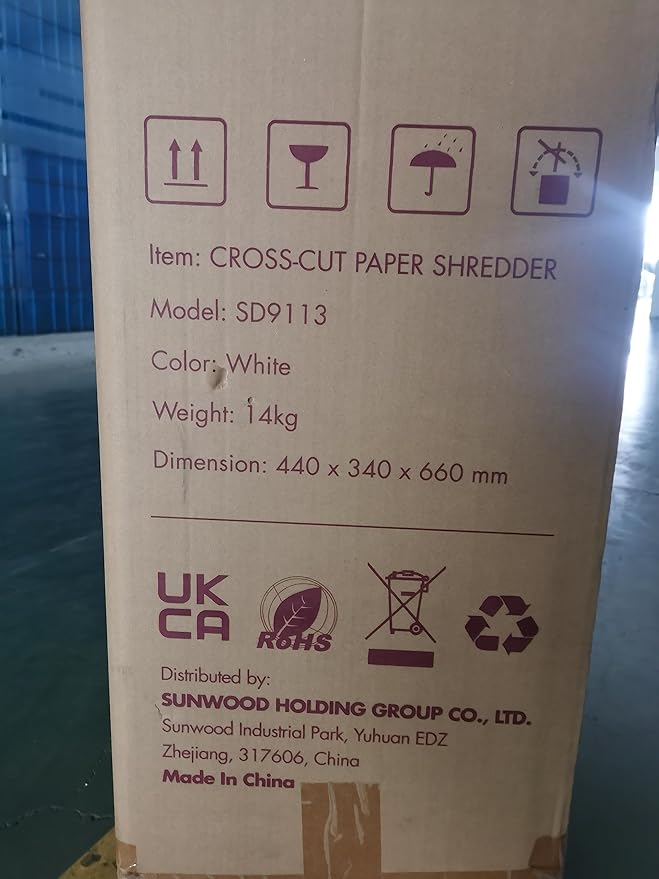 Item: CROSS-CUT PAPER SHREDDER
Model: SD9113
Color: White
Weight: 14kg
Dimension: 440 x 340 x 660 mm
UK
CA
RoHS
Distributed by:
SUNWOOD HOLDING GROUP CO., LTD.
Sunwood Industrial Park, Yuhuan EDZ
Zhejiang, 317606, China
Made In China